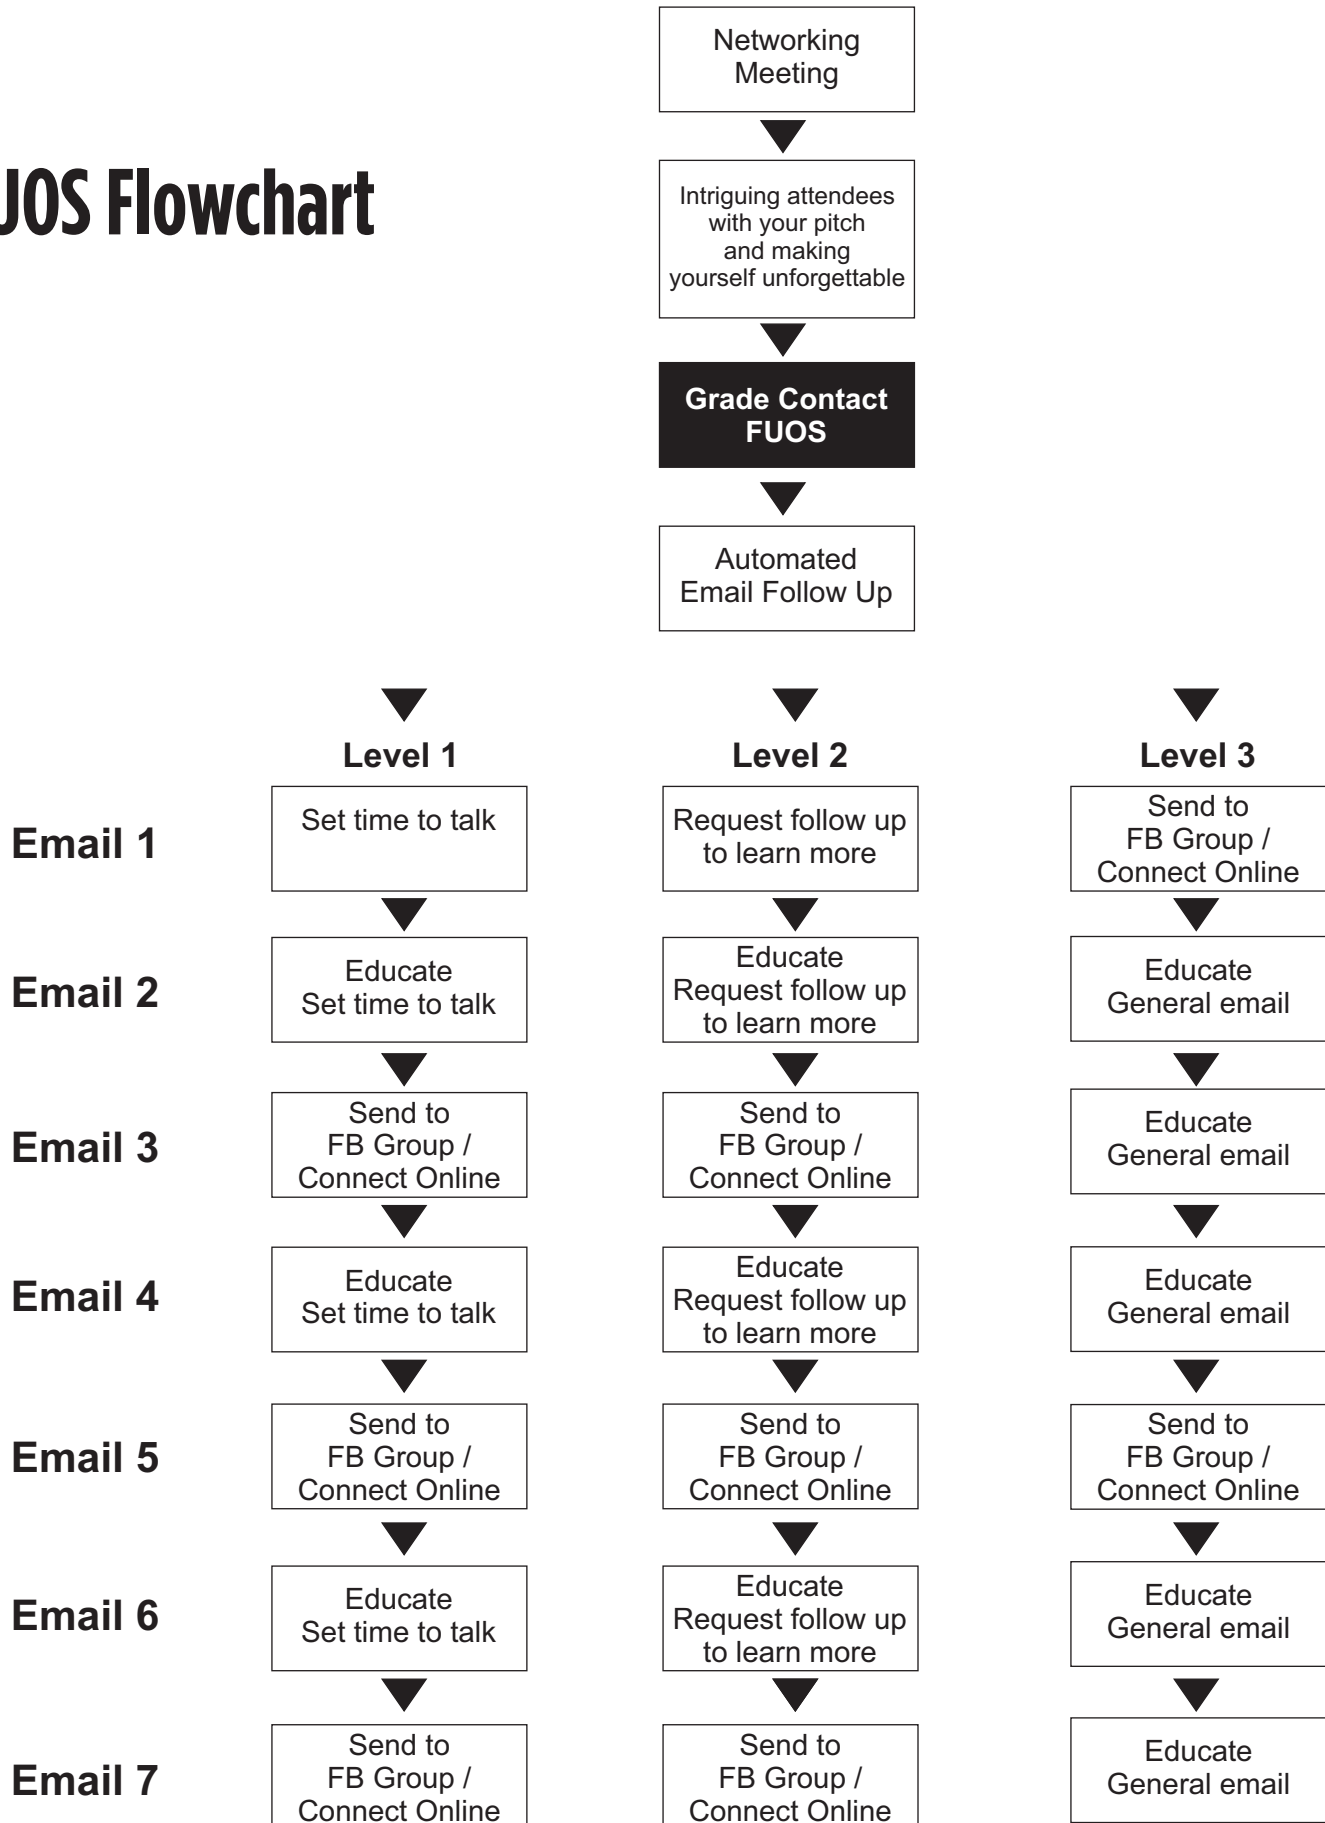 Networking
Meeting
UOS Flowchart
Intriguing attendees
with your pitch
and making
yourself unforgettable
Grade Contact
FUOS
Automated
Email Follow Up
Level 1
Level 2
Level 3
Email 1
Set time to talk
Request follow up
to learn more
Send to
FB Group /
Connect Online
Email 2
Educate
Set time to talk
Educate
Request follow up
to learn more
Educate
General email
Email 3
Send to
FB Group /
Connect Online
Send to
FB Group /
Connect Online
Educate
General email
Email 4
Educate
Set time to talk
Educate
Request follow up
to learn more
Educate
General email
Email 5
Send to
FB Group /
Connect Online
Send to
FB Group /
Connect Online
Send to
FB Group /
Connect Online
Email 6
Educate
Set time to talk
Educate
Request follow up
to learn more
Educate
General email
Email 7
Send to
FB Group /
Connect Online
Send to
FB Group /
Connect Online
Educate
General email